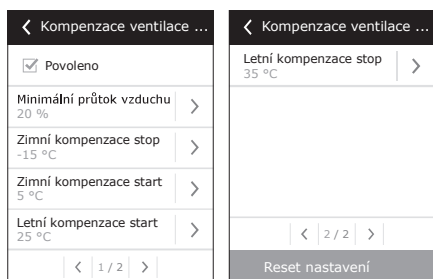 Kompenzace ventilace ...
Povoleno
Minimální průtok vzduchu
20 %
Zimní kompenzace stop
-15 °C
Zimní kompenzace start
5 °C
Letní kompenzace start
25 °C
1 / 2
Kompenzace ventilace ...
Letní kompenzace stop
35 °C
2 / 2
Reset nastavení